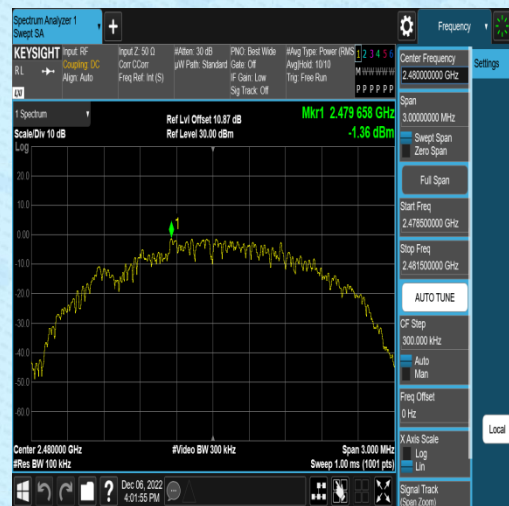 Spectrum Analyzer 1
Swept SA
Frequency
KEYSIGHT
RL
LXI
Input: RF
Coupling: DC
Align: Auto
Input Z: 50 Ω
Corr CCorr
Freq Ref: Int (S)
#Atten: 30 dB
µW Path: Standard
PNO: Best Wide
Gate: Off
IF Gain: Low
Sig Track: Off
#Avg Type: Power (RMS
Avg|Hold: 10/10
Trig: Free Run
1 2 3 4 5 6
M W W W W W
P P P P P P
1 Spectrum
Scale/Div 10 dB
Log
Ref Lvl Offset 10.87 dB
Ref Level 30.00 dBm
Mkr1 2.479 658 GHz
-1.36 dBm
20.0
10.0
0.00
-10.0
-20.0
-30.0
-40.0
-50.0
-60.0
1
Center 2.480000 GHz
#Res BW 100 kHz
#Video BW 300 kHz
Span 3.000 MHz
Sweep 1.00 ms (1001 pts)
Dec 06, 2022
4:01:55 PM
Center Frequency
2.480000000 GHz
Span
3.00000000 MHz
Swept Span
Zero Span
Full Span
Start Freq
2.478500000 GHz
Stop Freq
2.481500000 GHz
AUTO TUNE
CF Step
300.000 kHz
Auto
Man
Freq Offset
0 Hz
X Axis Scale
Log
Lin
Signal Track
(Span Zoom)
Settings
Local